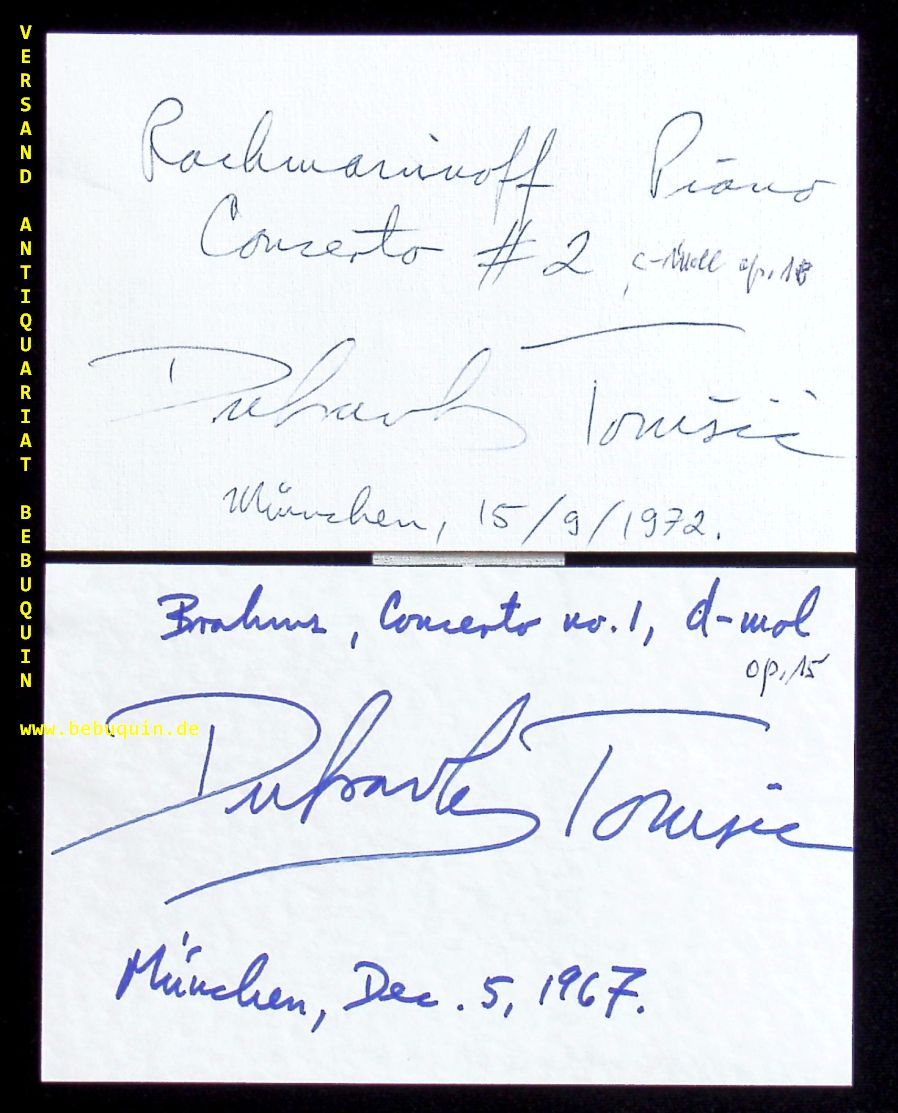 VERSAND ANTIQUARIAT BEBUQUIN
www.bebuquin.de
Rachmaninoff Piano
Concerto # 2 c-Moll op. 18
Dubravka Tomšič
München, 15/9/1972.
Brahms, Concerto no. 1, d-mol
op. 15
Dubravka Tomšič
München, Dec. 5, 1967.